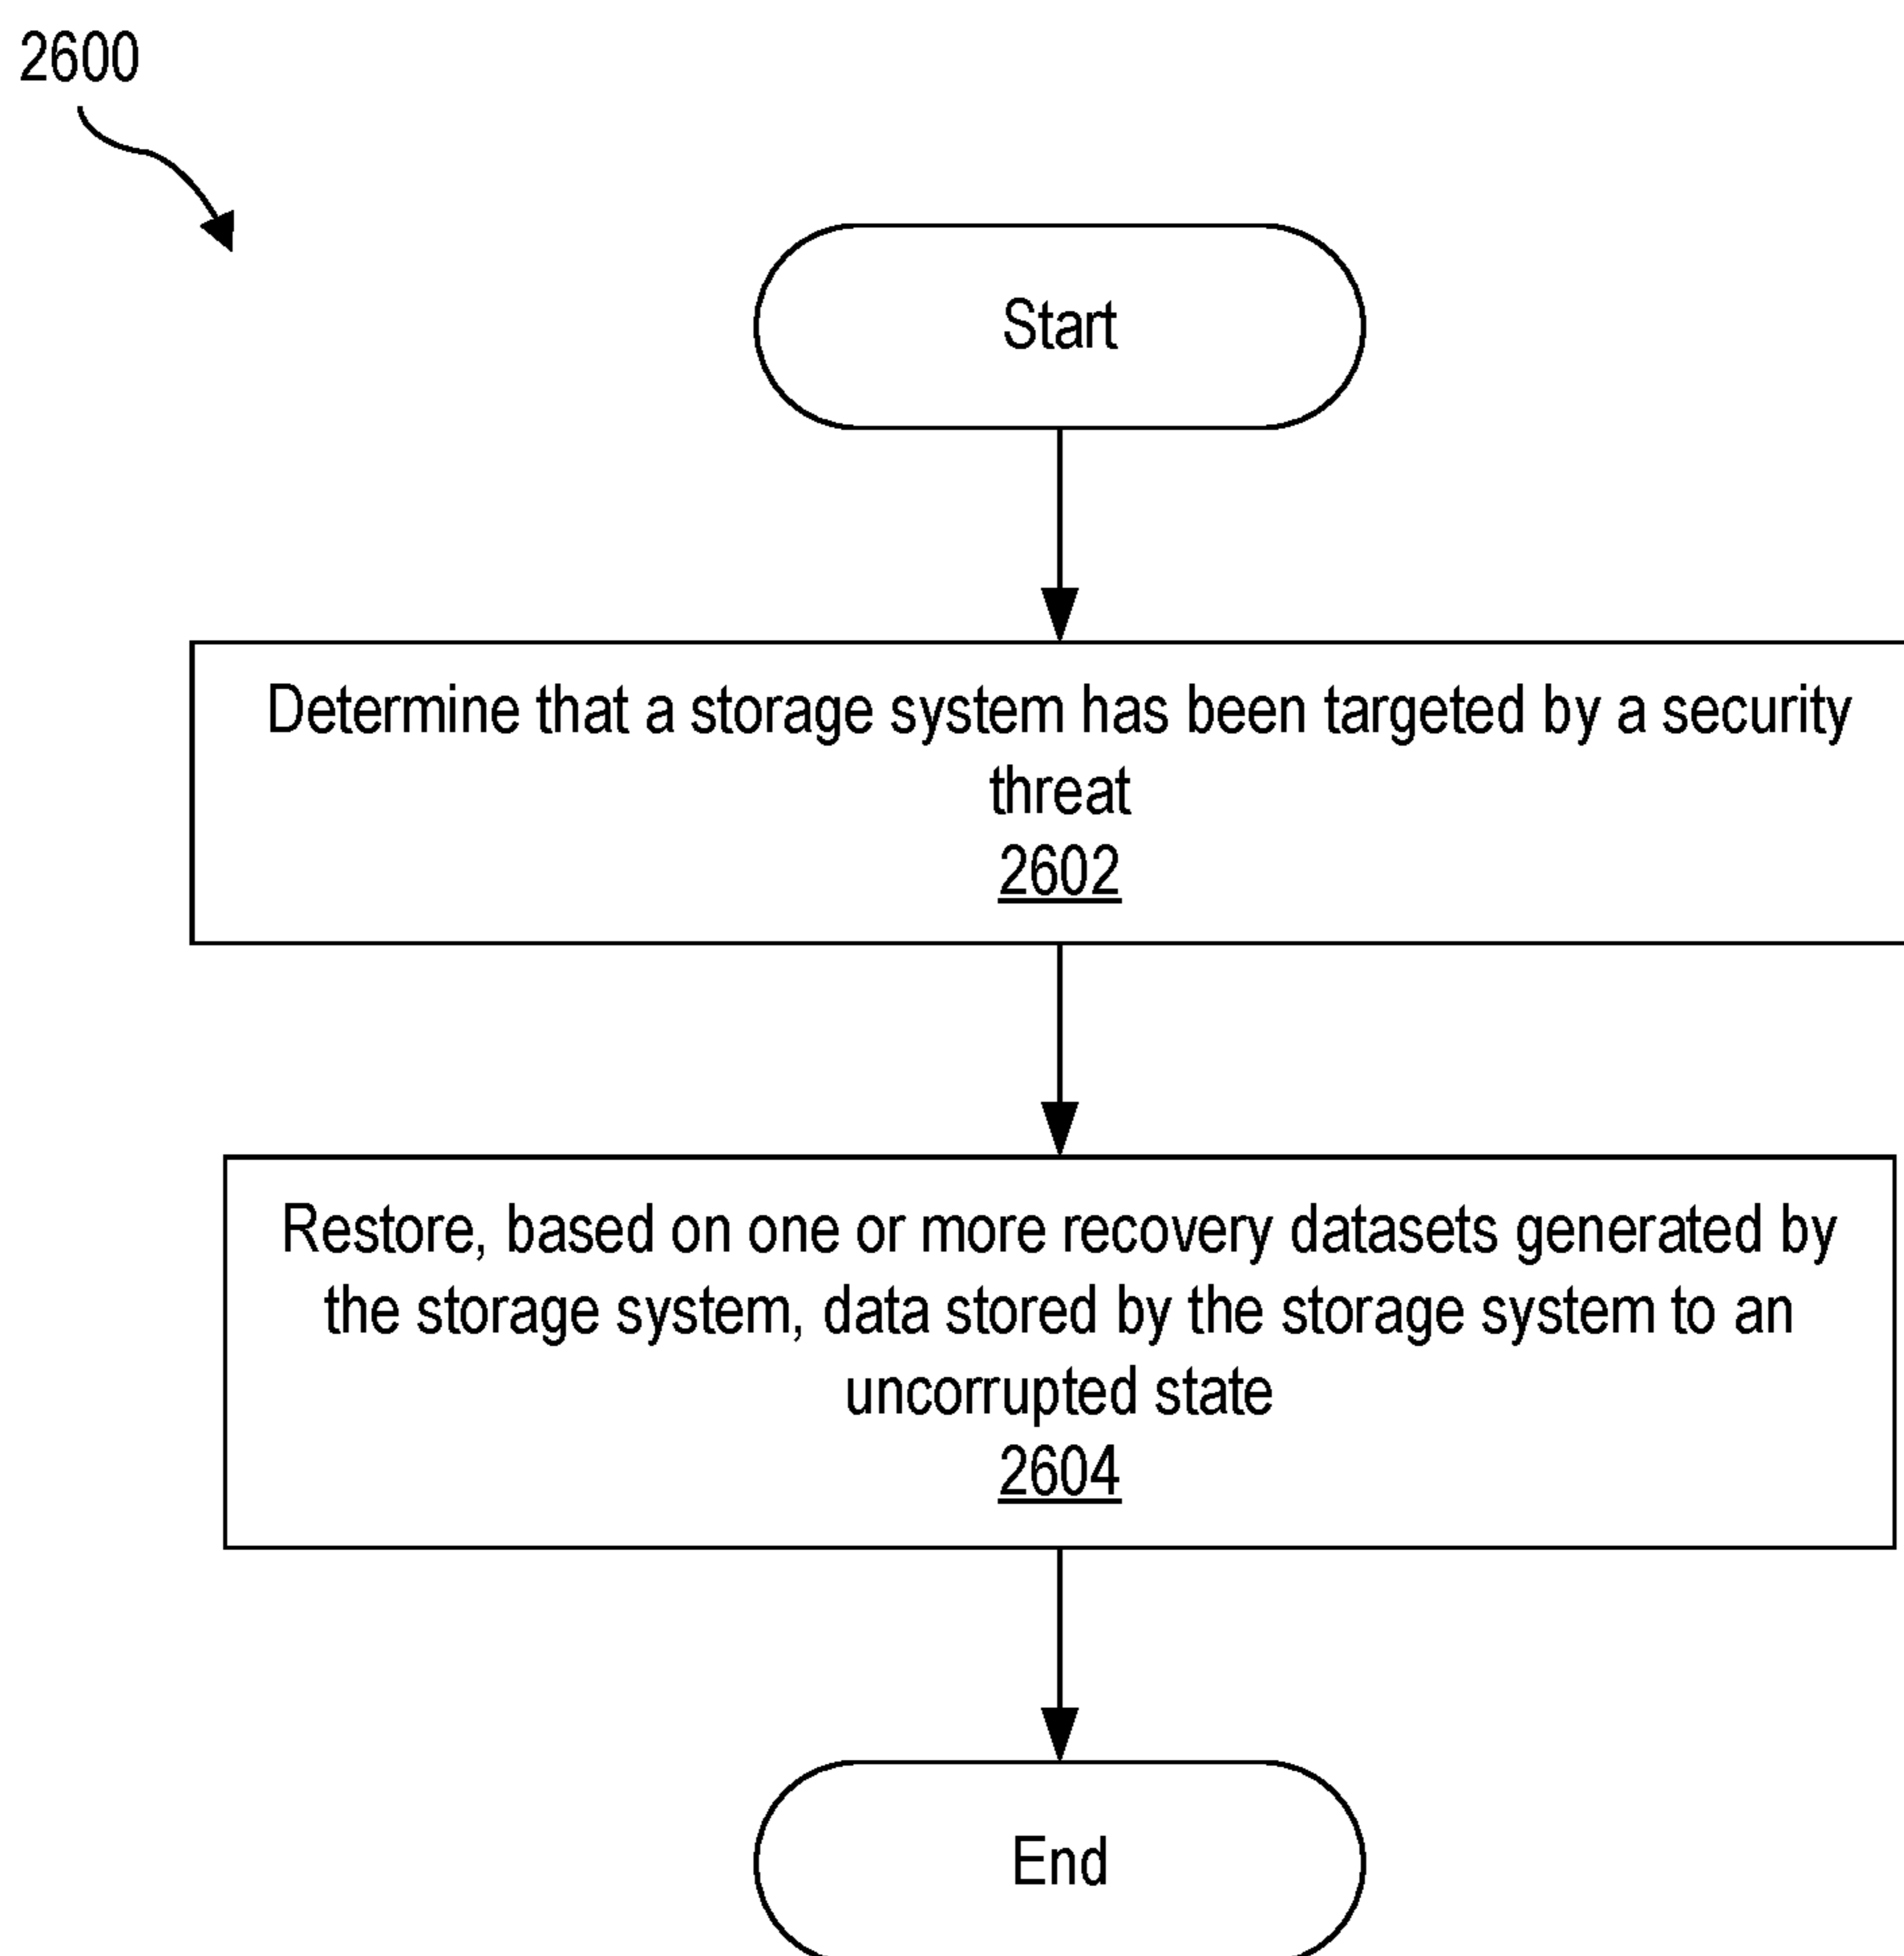 2600
Start
Determine that a storage system has been targeted by a security
threat
2602
Restore, based on one or more recovery datasets generated by
the storage system, data stored by the storage system to an
uncorrupted state
2604
End